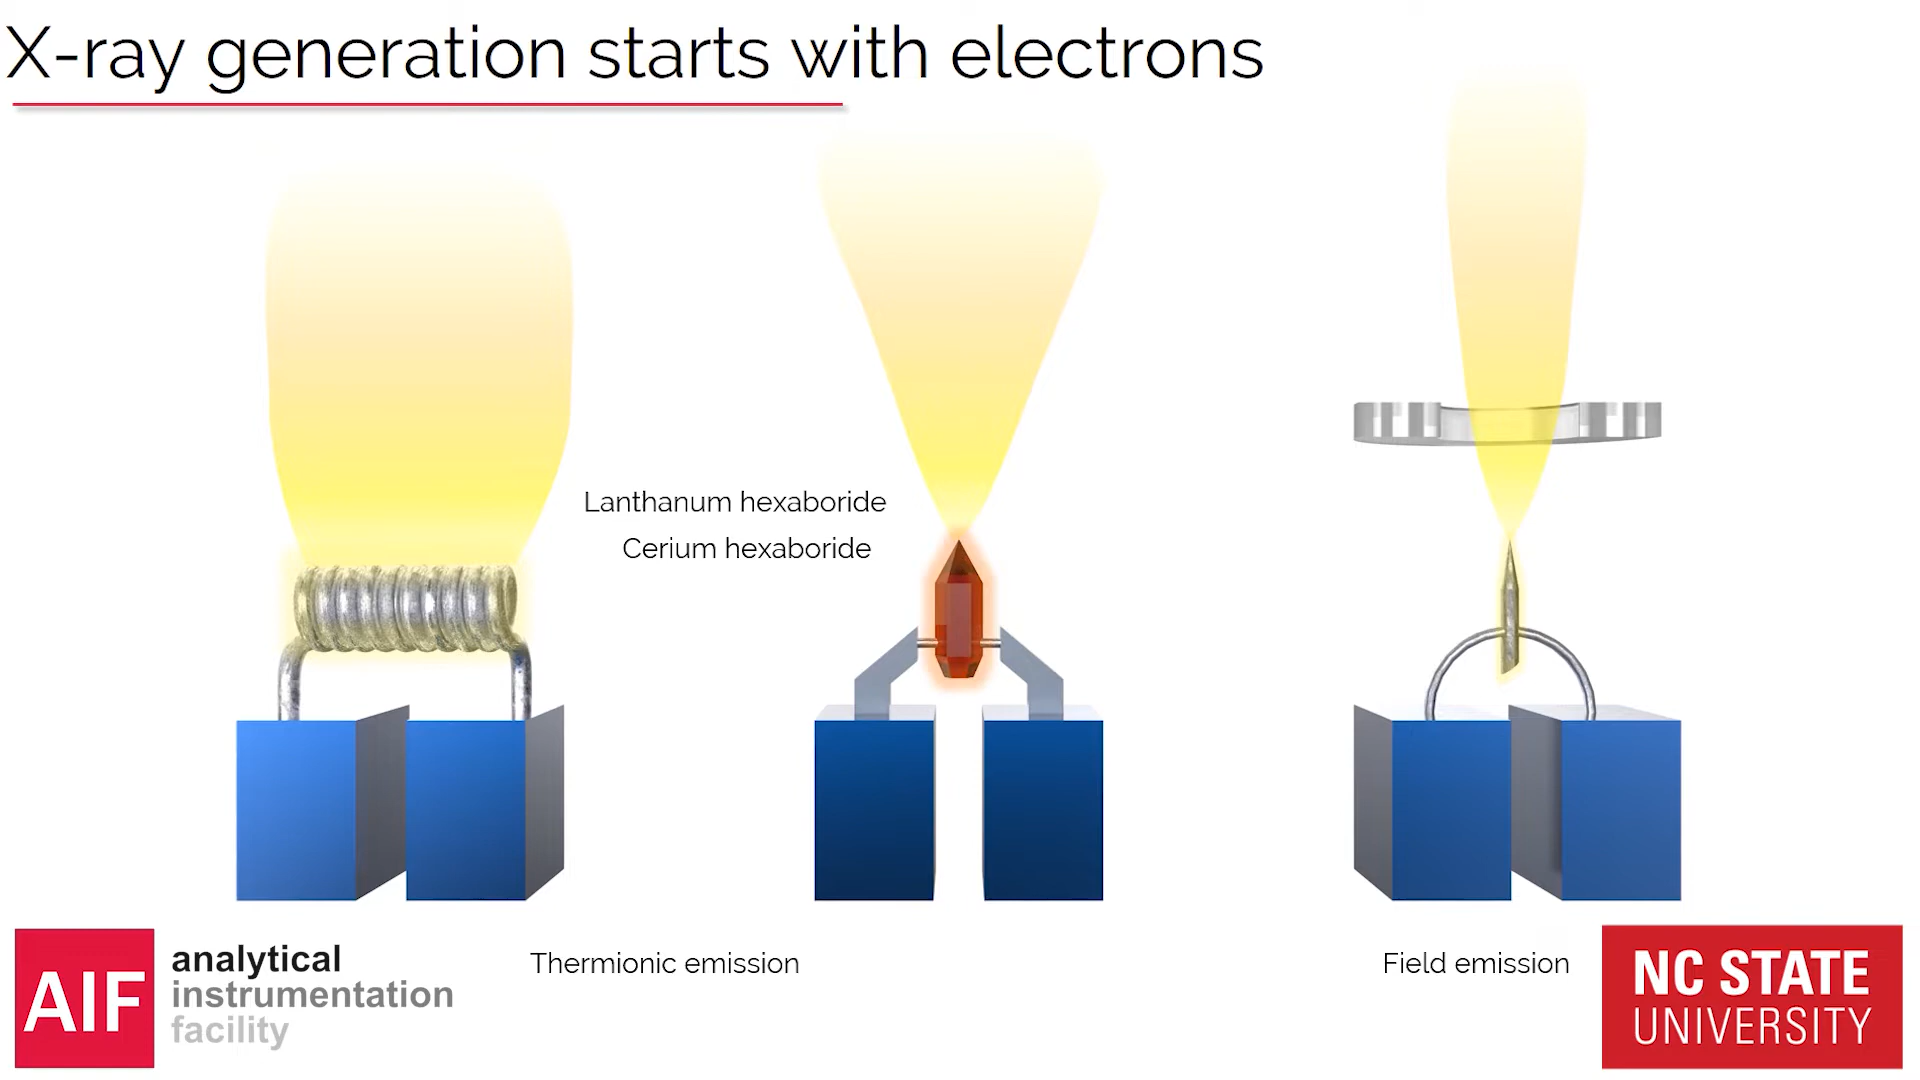 X-ray generation starts with electrons
Lanthanum hexaboride
Cerium hexaboride
Thermionic emission
Field emission
AIF
analytical
instrumentation
facility
NC STATE
UNIVERSITY